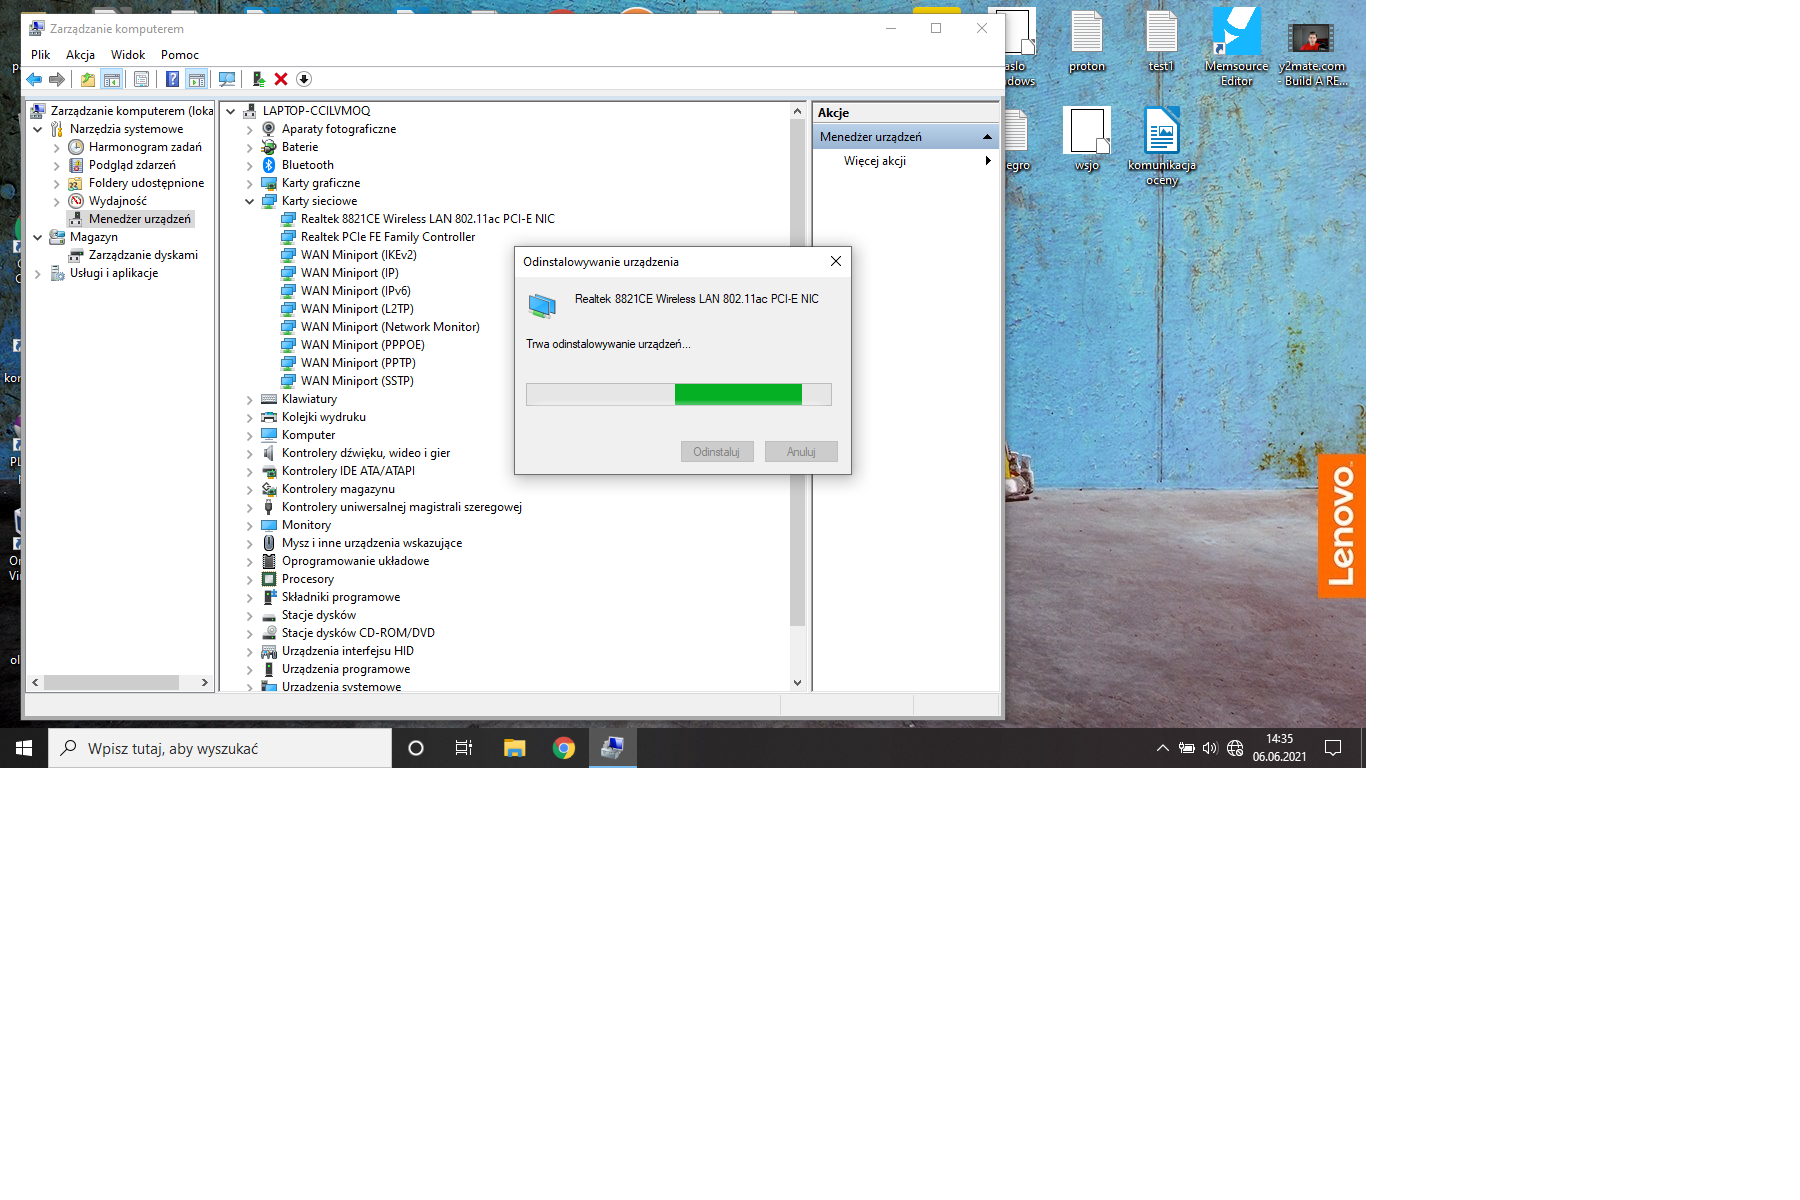 Zarządzanie komputerem
Plik Akcja Widok Pomoc
Zarządzanie komputerem (loka
Narzędzia systemowe
Harmonogram zadań
Podgląd zdarzeń
Foldery udostępnione
Wydajność
Menedżer urządzeń
Magazyn
Zarządzanie dyskami
Usługi i aplikacje
LAPTOP-CCILVMOQ
Aparaty fotograficzne
Baterie
Bluetooth
Karty graficzne
Karty sieciowe
Realtek 8821CE Wireless LAN 802.11ac PCI-E NIC
Realtek PCIe FE Family Controller
WAN Miniport (IKEv2)
WAN Miniport (IP)
WAN Miniport (IPv6)
WAN Miniport (L2TP)
WAN Miniport (Network Monitor)
WAN Miniport (PPPOE)
WAN Miniport (PPTP)
WAN Miniport (SSTP)
Klawiatury
Kolejki wydruku
Komputer
Kontrolery dźwięku, wideo i gier
Kontrolery IDE ATA/ATAPI
Kontrolery magazynu
Kontrolery uniwersalnej magistrali szeregowej
Monitory
Mysz i inne urządzenia wskazujące
Oprogramowanie układowe
Procesory
Składniki programowe
Stacje dysków
Stacje dysków CD-ROM/DVD
Urządzenia interfejsu HID
Urządzenia programowe
Urządzenia systemowe
Akcje
Menedżer urządzeń
Więcej akcji
Odinstalowywanie urządzenia
Realtek 8821CE Wireless LAN 802.11ac PCI-E NIC
Trwa odinstalowywanie urządzeń...
Odinstaluj Anuluj
aslo
dows
proton
test1
Memsource
Editor
y2mate.com
- Build A RE...
egro
wsjo
komunikacja
oceny
Lenovo
kor
PL
Or
Vir
ol
Wpisz tutaj, aby wyszukać
14:35
06.06.2021